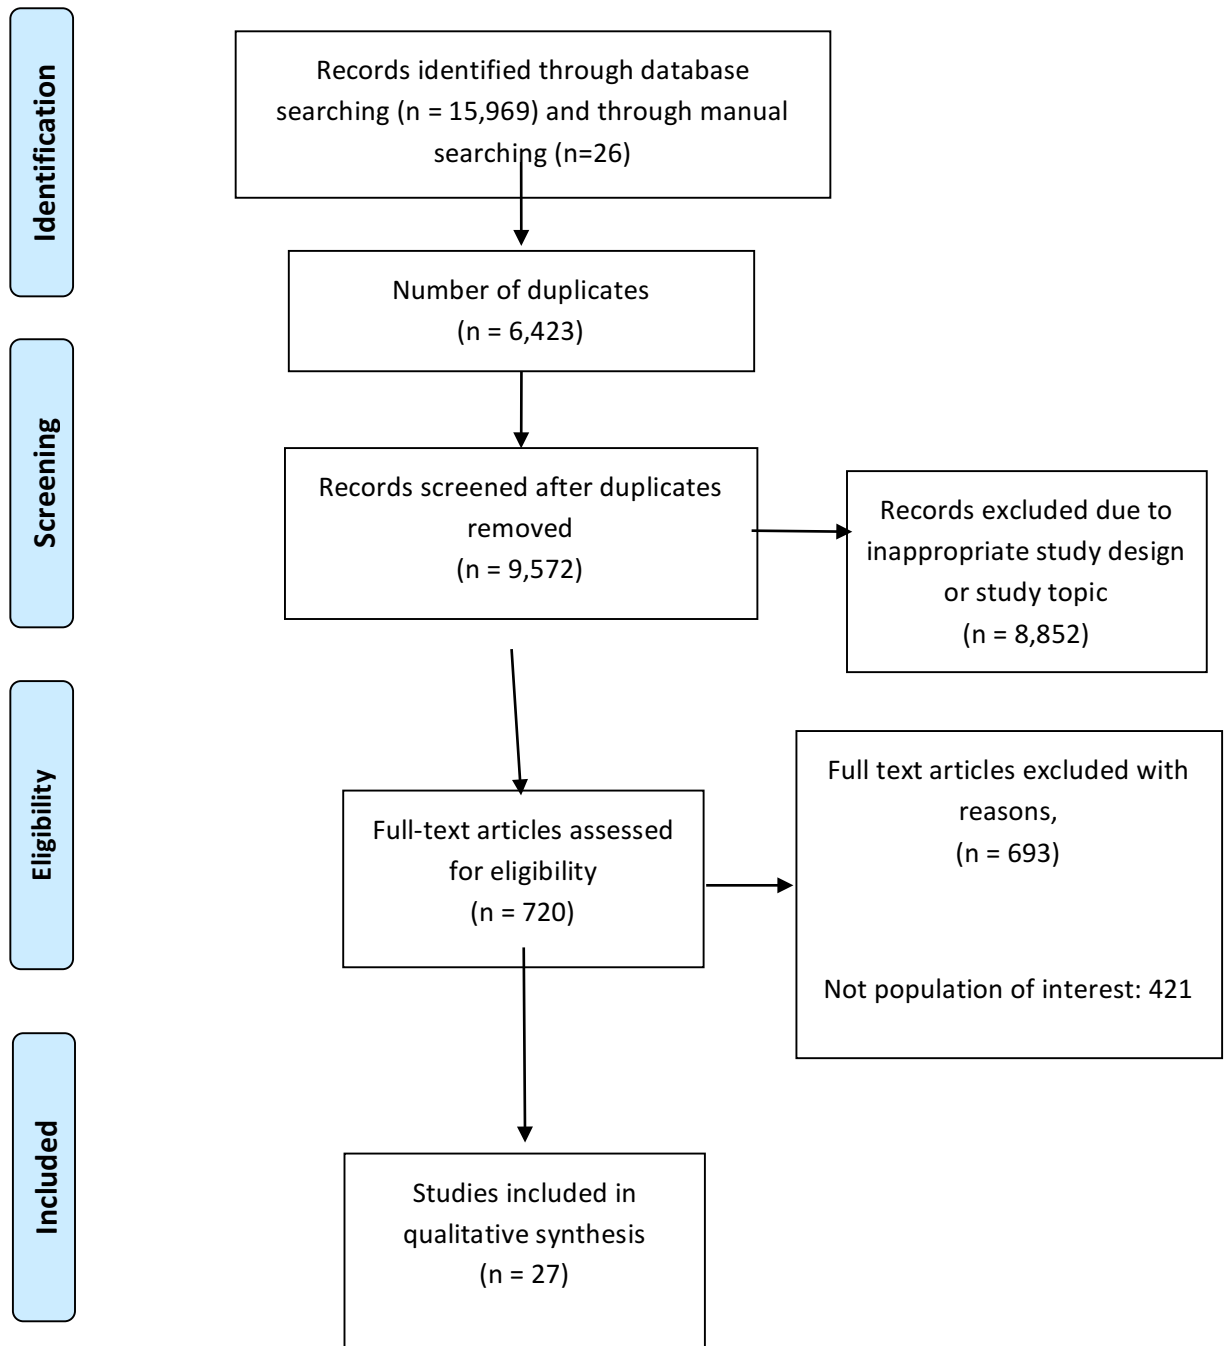 Identification
Records identified through database
searching (n = 15,969) and through manual
searching (n=26)
Number of duplicates
(n = 6,423)
Screening
Records screened after duplicates
removed
(n = 9,572)
Records excluded due to
inappropriate study design
or study topic
(n = 8,852)
Eligibility
Full-text articles assessed
for eligibility
(n = 720)
Full text articles excluded with
reasons,
(n = 693)
Not population of interest: 421
Included
Studies included in
qualitative synthesis
(n = 27)